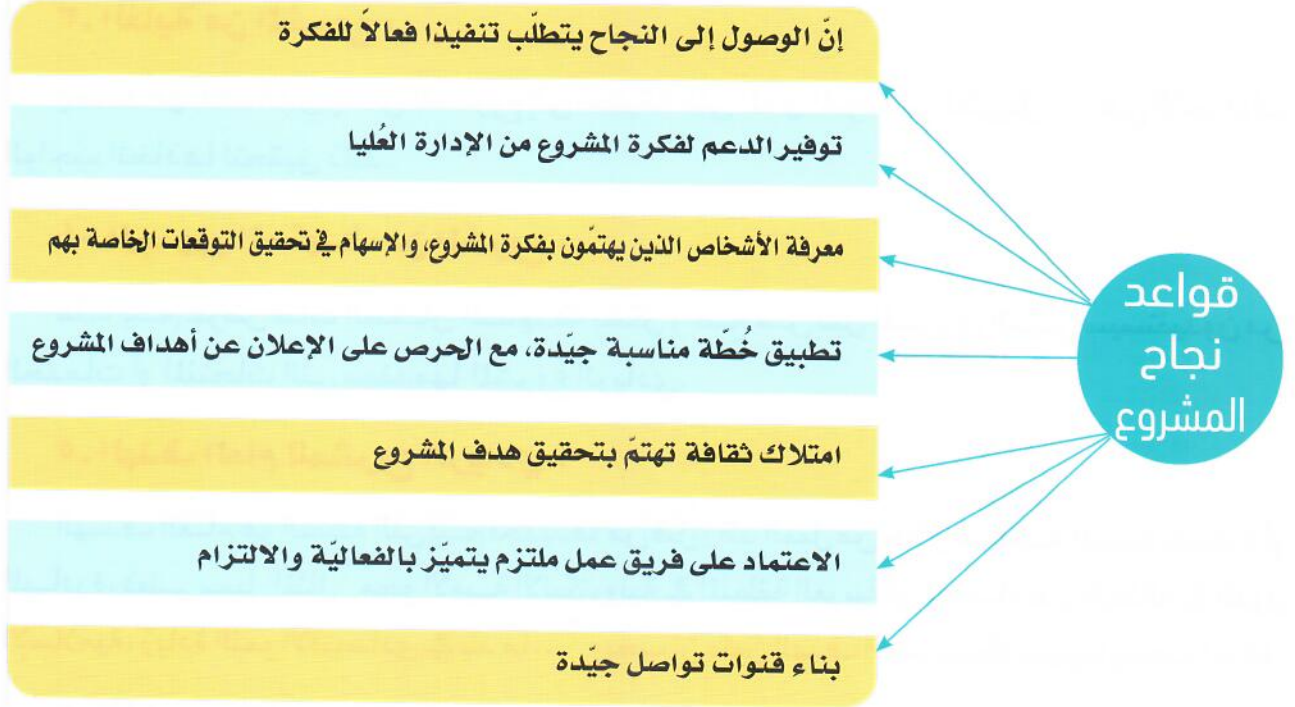 إنّ الوصول إلى النجاح يتطلّب تنفيذا فعالاً للفكرة
توفير الدعم لفكرة المشروع من الإدارة العُليا
معرفة الأشخاص الذين يهتمّون بفكرة المشروع، والإسهام في تحقيق التوقعات الخاصة بهم
تطبيق خُطّة مناسبة جيّدة، مع الحرص على الإعلان عن أهداف المشروع
امتلاك ثقافة تهتمّ بتحقيق هدف المشروع
الاعتماد على فريق عمل ملتزم يتميّز بالفعاليّة والالتزام
بناء قنوات تواصل جيّدة
قواعد
نجاح
المشروع